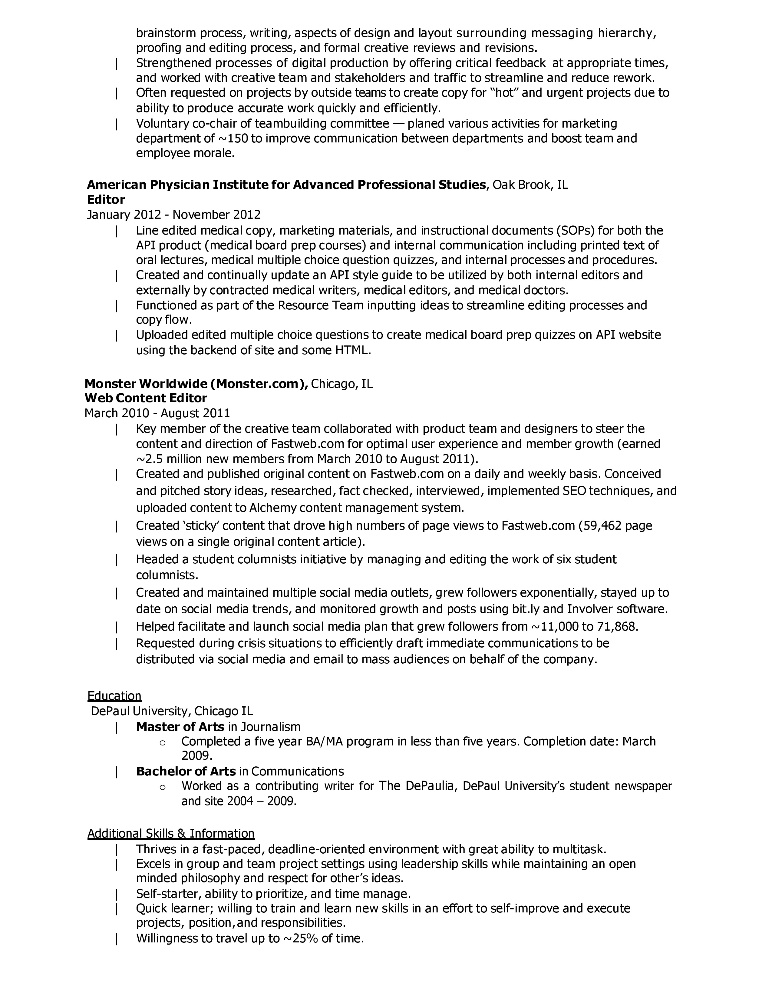 brainstorm process, writing, aspects of design and layout surrounding messaging hierarchy,
proofing and editing process, and formal creative reviews and revisions.
| Strengthened processes of digital production by offering critical feedback at appropriate times,
and worked with creative team and stakeholders and traffic to streamline and reduce rework.
| Often requested on projects by outside teams to create copy for “hot” and urgent projects due to
ability to produce accurate work quickly and efficiently.
| Voluntary co-chair of teambuilding committee — planed various activities for marketing
department of ~150 to improve communication between departments and boost team and
employee morale.
American Physician Institute for Advanced Professional Studies, Oak Brook, IL
Editor
January 2012 - November 2012
| Line edited medical copy, marketing materials, and instructional documents (SOPs) for both the
API product (medical board prep courses) and internal communication including printed text of
oral lectures, medical multiple choice question quizzes, and internal processes and procedures.
| Created and continually update an API style guide to be utilized by both internal editors and
externally by contracted medical writers, medical editors, and medical doctors.
| Functioned as part of the Resource Team inputting ideas to streamline editing processes and
copy flow.
| Uploaded edited multiple choice questions to create medical board prep quizzes on API website
using the backend of site and some HTML.
Monster Worldwide (Monster.com), Chicago, IL
Web Content Editor
March 2010 - August 2011
| Key member of the creative team collaborated with product team and designers to steer the
content and direction of Fastweb.com for optimal user experience and member growth (earned
~2.5 million new members from March 2010 to August 2011).
| Created and published original content on Fastweb.com on a daily and weekly basis. Conceived
and pitched story ideas, researched, fact checked, interviewed, implemented SEO techniques, and
uploaded content to Alchemy content management system.
| Created ‘sticky’ content that drove high numbers of page views to Fastweb.com (59,462 page
views on a single original content article).
| Headed a student columnists initiative by managing and editing the work of six student
columnists.
| Created and maintained multiple social media outlets, grew followers exponentially, stayed up to
date on social media trends, and monitored growth and posts using bit.ly and Involver software.
| Helped facilitate and launch social media plan that grew followers from ~11,000 to 71,868.
| Requested during crisis situations to efficiently draft immediate communications to be
distributed via social media and email to mass audiences on behalf of the company.
Education
DePaul University, Chicago IL
| Master of Arts in Journalism
o Completed a five year BA/MA program in less than five years. Completion date: March
2009.
| Bachelor of Arts in Communications
o Worked as a contributing writer for The DePaulia, DePaul University’s student newspaper
and site 2004 – 2009.
Additional Skills & Information
| Thrives in a fast-paced, deadline-oriented environment with great ability to multitask.
| Excels in group and team project settings using leadership skills while maintaining an open
minded philosophy and respect for other’s ideas.
| Self-starter, ability to prioritize, and time manage.
| Quick learner; willing to train and learn new skills in an effort to self-improve and execute
projects, position,and responsibilities.
| Willingness to travel up to ~25% of time.